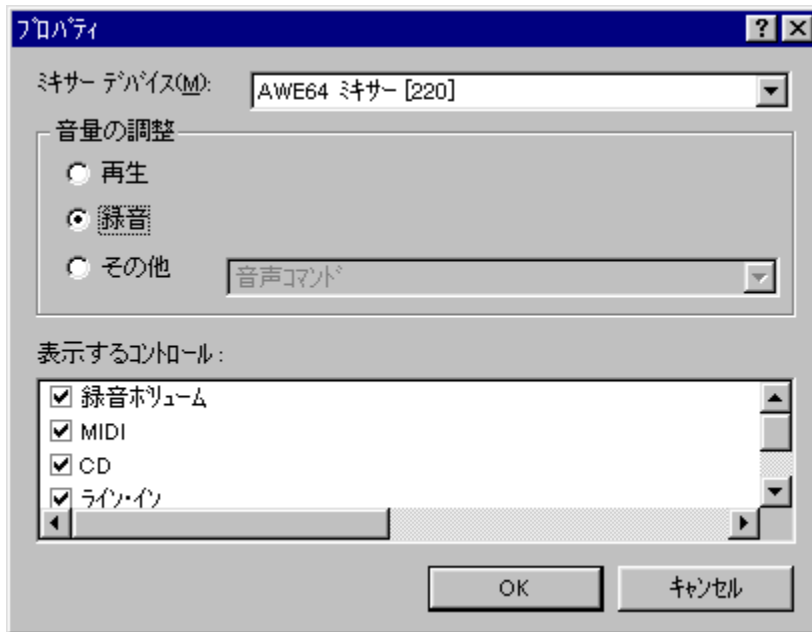 プロパティ
ミキサー デバイス(M): AWE64 ミキサー [220]
音量の調整
再生
録音
その他 音声コマンド
表示するコントロール:
録音ボリューム
MIDI
CD
ライン・イン
OK キャンセル